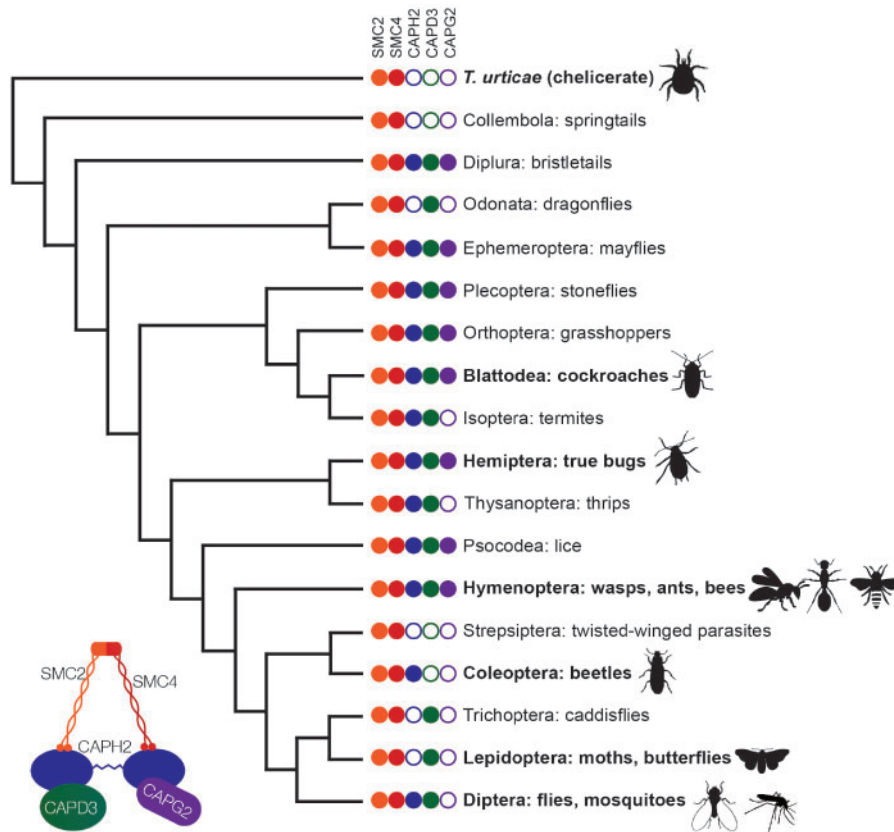 SMC2
SMC4
CAPH2
CAPD3
CAPG2
T. urticae (chelicerate)
Collembola: springtails
Diplura: bristletails
Odonata: dragonflies
Ephemeroptera: mayflies
Plecoptera: stoneflies
Orthoptera: grasshoppers
Blattodea: cockroaches
Isoptera: termites
Hemiptera: true bugs
Thysanoptera: thrips
Psocodea: lice
Hymenoptera: wasps, ants, bees
Strepsiptera: twisted-winged parasites
Coleoptera: beetles
Trichoptera: caddisflies
Lepidoptera: moths, butterflies
Diptera: flies, mosquitoes
SMC2
SMC4
CAPH2
CAPD3
CAPG2